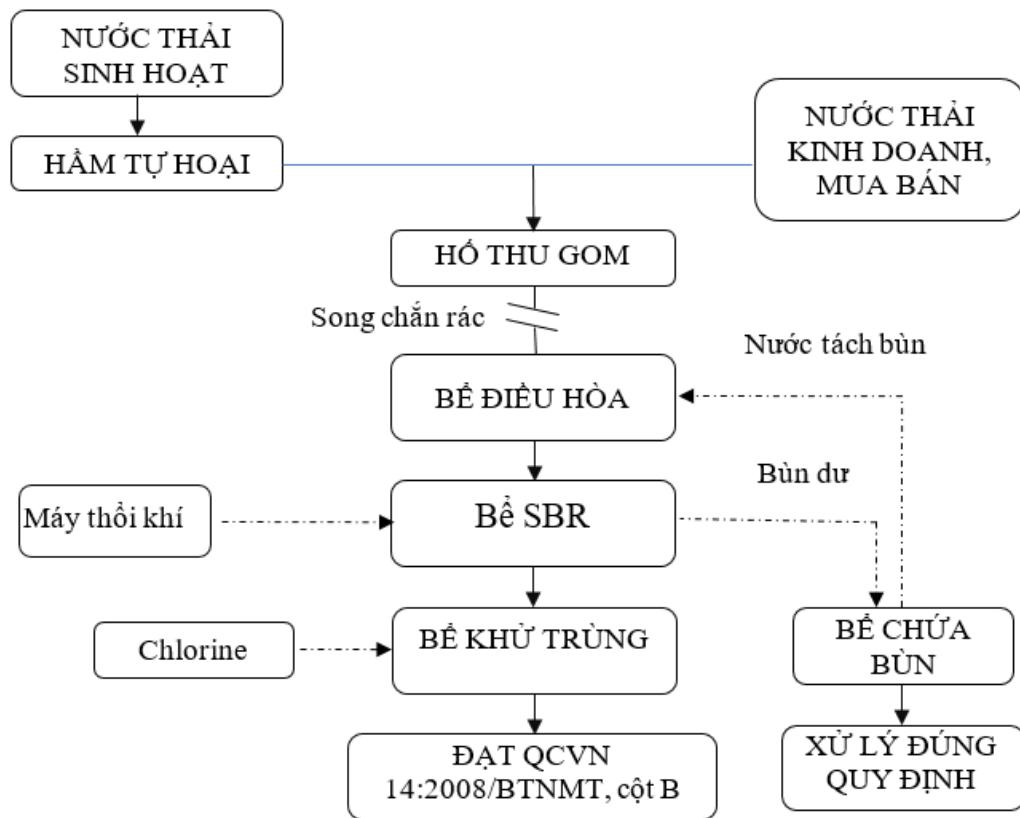 NƯỚC THẢI
SINH HOẠT
HẦM TỰ HOẠI
NƯỚC THẢI
KINH DOANH,
MUA BÁN
HỐ THU GOM
Song chắn rác
Nước tách bùn
BỂ ĐIỀU HÒA
Bùn dư
Máy thổi khí
Bể SBR
Chlorine
BỂ KHỬ TRÙNG
BỂ CHỨA
BÙN
ĐẠT QCVN
14:2008/BTNMT, cột B
XỬ LÝ ĐÚNG
QUY ĐỊNH